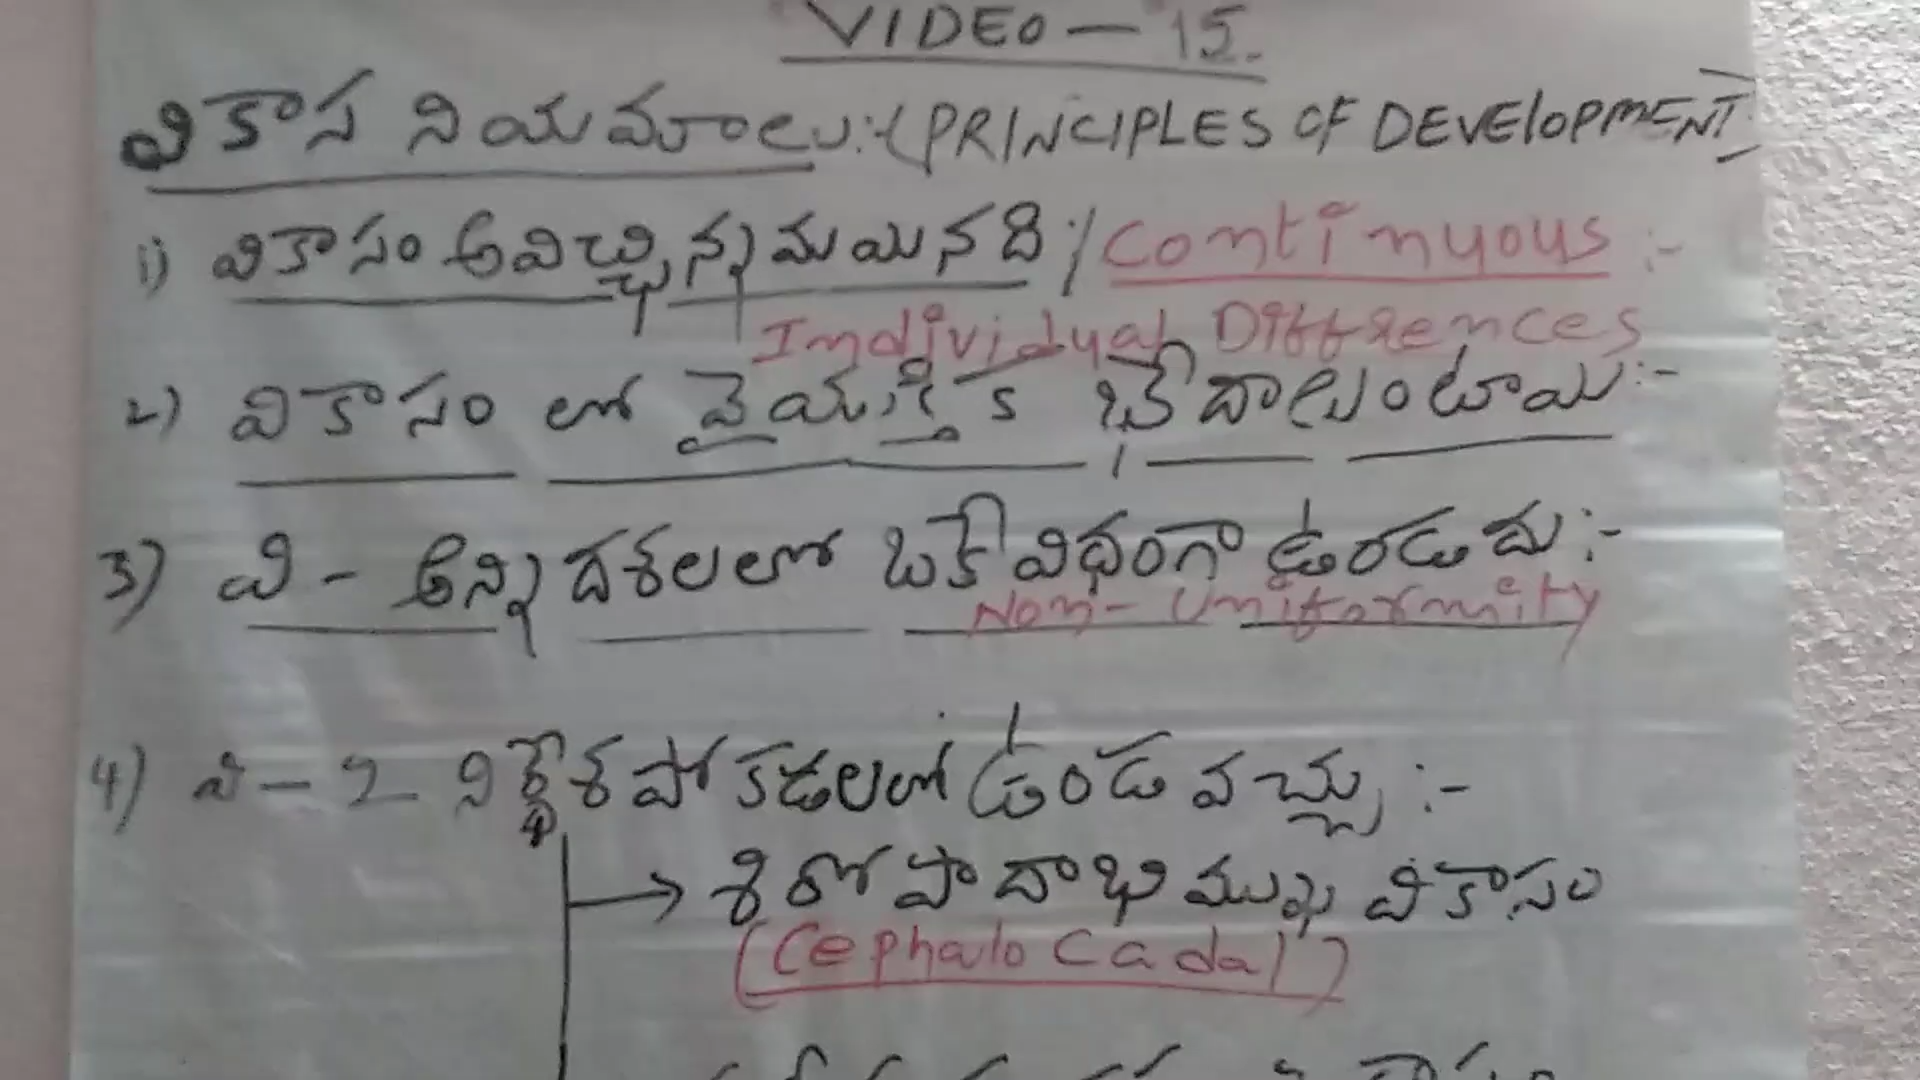 VIDEO - 15.
వికాస నియమాలు:-(PRINCIPLES OF DEVElOPMENT)
1) వికాసం అవిచ్ఛిన్నమయినది / Continuous :-
Individual Differences
2) వికాసం లో వైయక్తిక భేదాలుంటాయి:-
3) వి - అన్ని దశలలో ఒకే విధంగా ఉండదు:-
Non - Uniformity
4) వి - 2 నిర్దేశ పోకడలలో ఉండవచ్చు :-
→ శిరోపాదాభిముఖ వికాసం
(Cephalo Cadal)